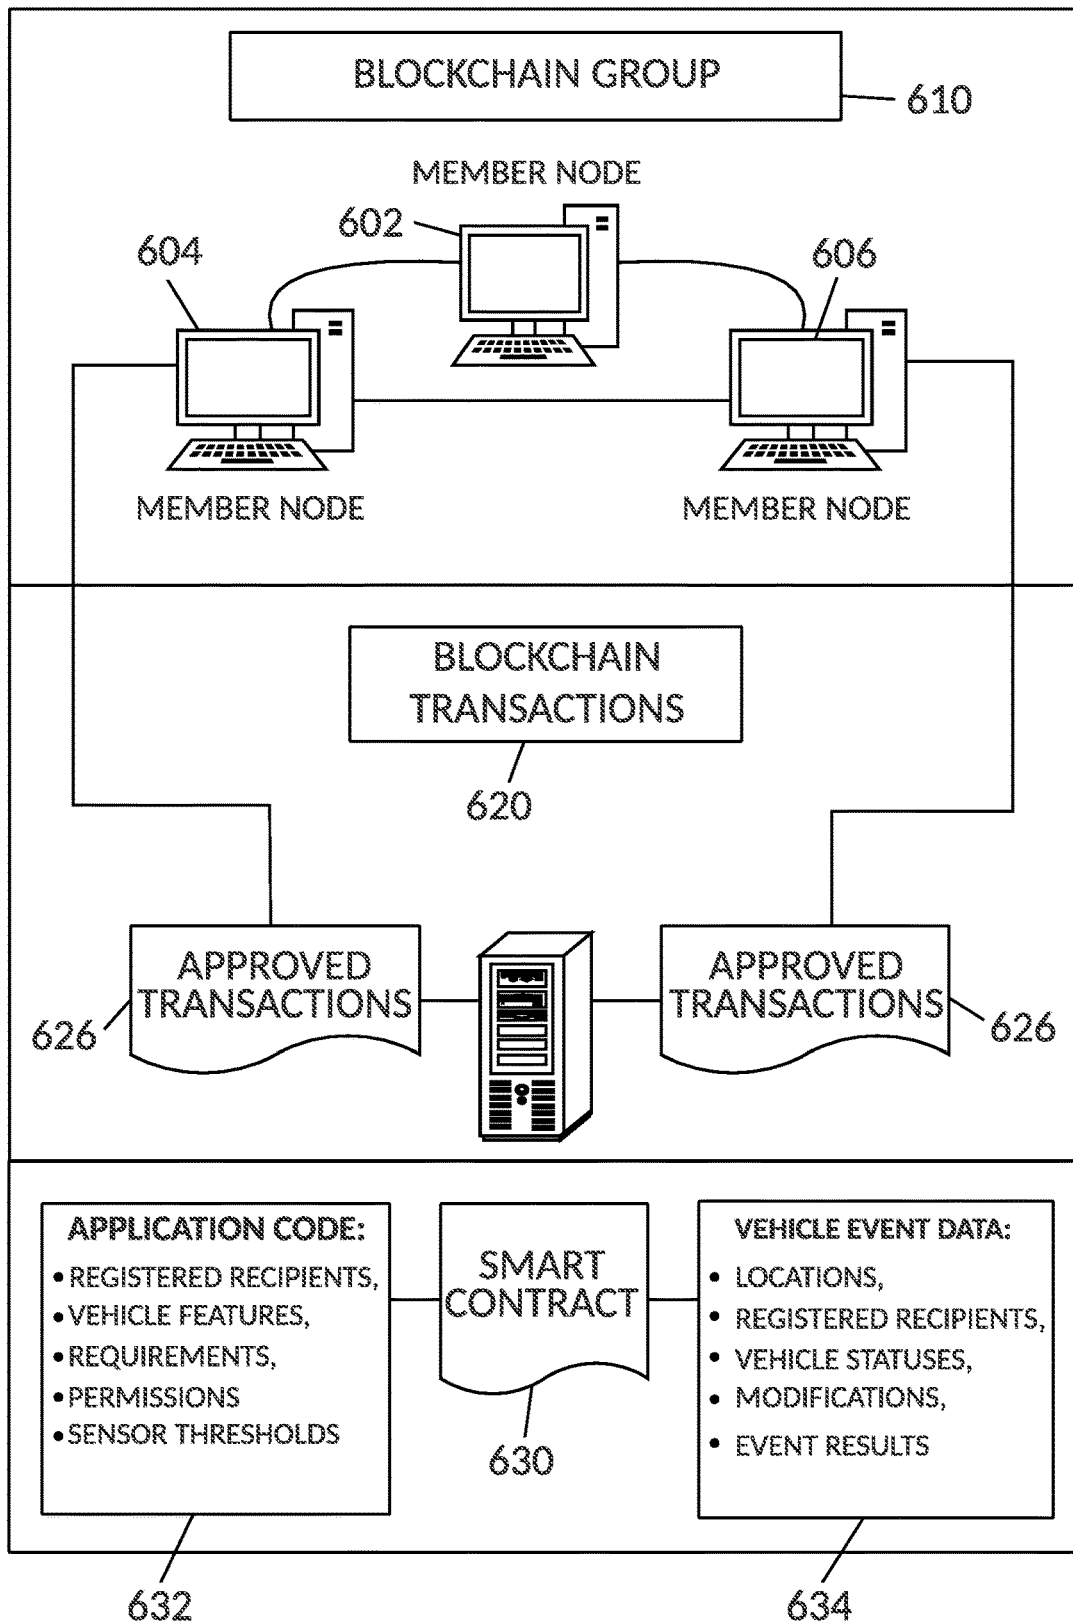 BLOCKCHAIN GROUP
610
MEMBER NODE
602
604
606
MEMBER NODE
MEMBER NODE
BLOCKCHAIN
TRANSACTIONS
620
APPROVED
TRANSACTIONS
626
APPROVED
TRANSACTIONS
626
APPLICATION CODE:
• REGISTERED RECIPIENTS,
• VEHICLE FEATURES,
• REQUIREMENTS,
• PERMISSIONS
• SENSOR THRESHOLDS
632
SMART
CONTRACT
630
VEHICLE EVENT DATA:
• LOCATIONS,
• REGISTERED RECIPIENTS,
• VEHICLE STATUSES,
• MODIFICATIONS,
• EVENT RESULTS
634